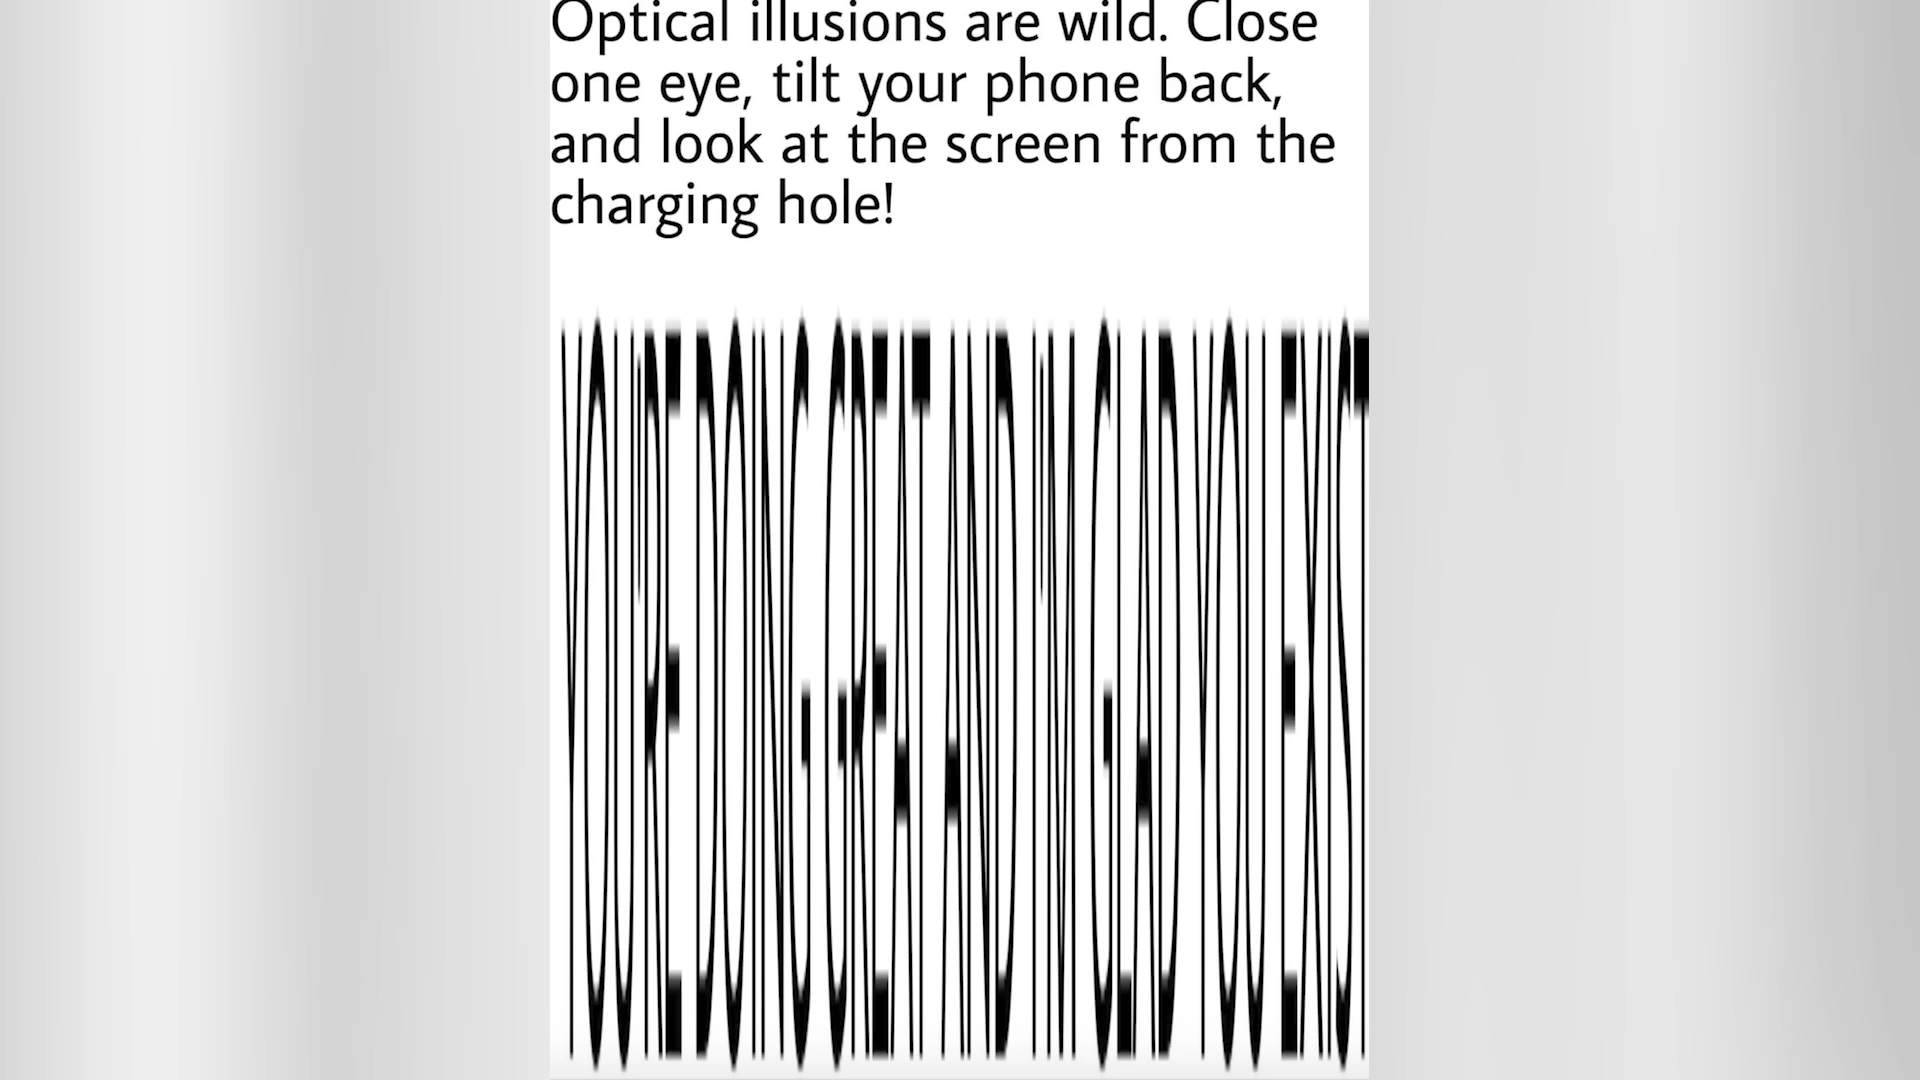 Optical illusions are wild. Close
one eye, tilt your phone back,
and look at the screen from the
charging hole!
YOU'RE DOING GREAT AND I'M GLAD YOU EXIST